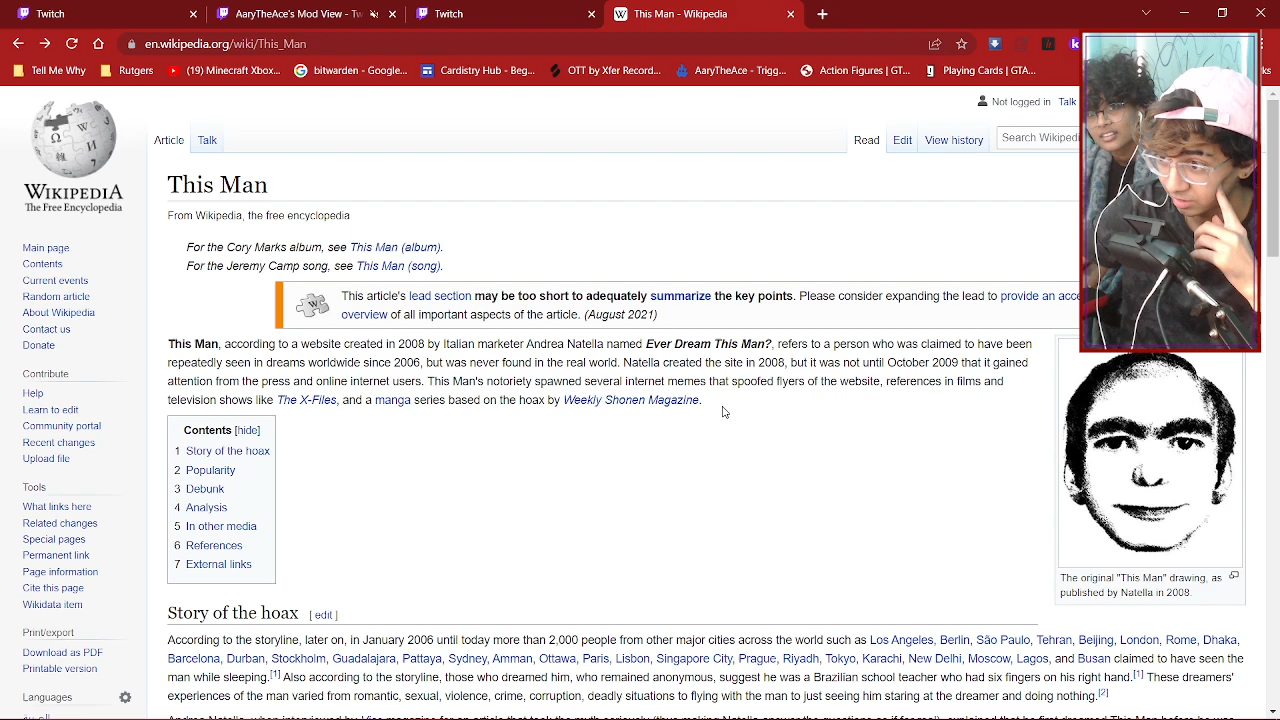 Twitch
AaryTheAce's Mod View - Tw
Twitch
This Man - Wikipedia
en.wikipedia.org/wiki/This_Man
Tell Me Why
Rutgers
(19) Minecraft Xbox...
bitwarden - Google...
Cardistry Hub - Beg...
OTT by Xfer Record...
AaryTheAce - Trigg...
Action Figures | GT...
Playing Cards | GTA...
WIKIPEDIA
The Free Encyclopedia
Not logged in Talk
Article Talk
Read Edit View history
Search Wikipedi
This Man
From Wikipedia, the free encyclopedia
For the Cory Marks album, see This Man (album).
For the Jeremy Camp song, see This Man (song).
This article's lead section may be too short to adequately summarize the key points. Please consider expanding the lead to provide an acce
overview of all important aspects of the article. (August 2021)
This Man, according to a website created in 2008 by Italian marketer Andrea Natella named Ever Dream This Man?, refers to a person who was claimed to have been
repeatedly seen in dreams worldwide since 2006, but was never found in the real world. Natella created the site in 2008, but it was not until October 2009 that it gained
attention from the press and online internet users. This Man's notoriety spawned several internet memes that spoofed flyers of the website, references in films and
television shows like The X-Files, and a manga series based on the hoax by Weekly Shonen Magazine.
Contents [hide]
1 Story of the hoax
2 Popularity
3 Debunk
4 Analysis
5 In other media
6 References
7 External links
The original "This Man" drawing, as
published by Natella in 2008.
Story of the hoax [ edit ]
According to the storyline, later on, in January 2006 until today more than 2,000 people from other major cities across the world such as Los Angeles, Berlin, São Paulo, Tehran, Beijing, London, Rome, Dhaka,
Barcelona, Durban, Stockholm, Guadalajara, Pattaya, Sydney, Amman, Ottawa, Paris, Lisbon, Singapore City, Prague, Riyadh, Tokyo, Karachi, New Delhi, Moscow, Lagos, and Busan claimed to have seen the
man while sleeping.[1] Also according to the storyline, those who dreamed him, who remained anonymous, suggest he was a Brazilian school teacher who had six fingers on his right hand.[1] These dreamers'
experiences of the man varied from romantic, sexual, violence, crime, corruption, deadly situations to flying with the man to just seeing him staring at the dreamer and doing nothing.[2]
Main page
Contents
Current events
Random article
About Wikipedia
Contact us
Donate
Contribute
Help
Learn to edit
Community portal
Recent changes
Upload file
Tools
What links here
Related changes
Special pages
Permanent link
Page information
Cite this page
Wikidata item
Print/export
Download as PDF
Printable version
Languages